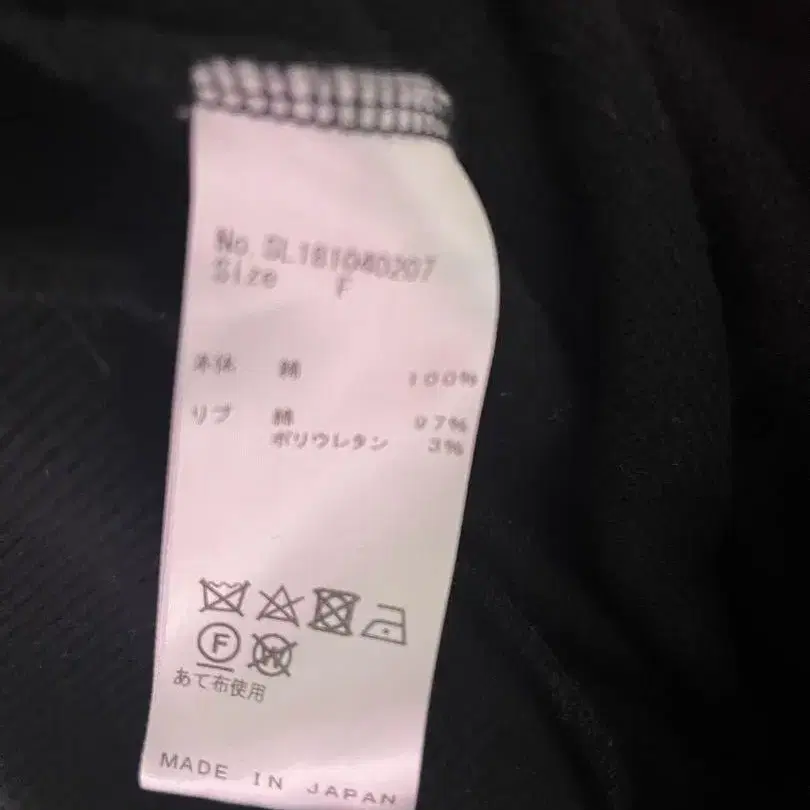 No.SL181040207
Size F
本体 綿 100%
リブ 綿 97%
ポリウレタン 3%
F
W
あて布使用
MADE IN JAPAN